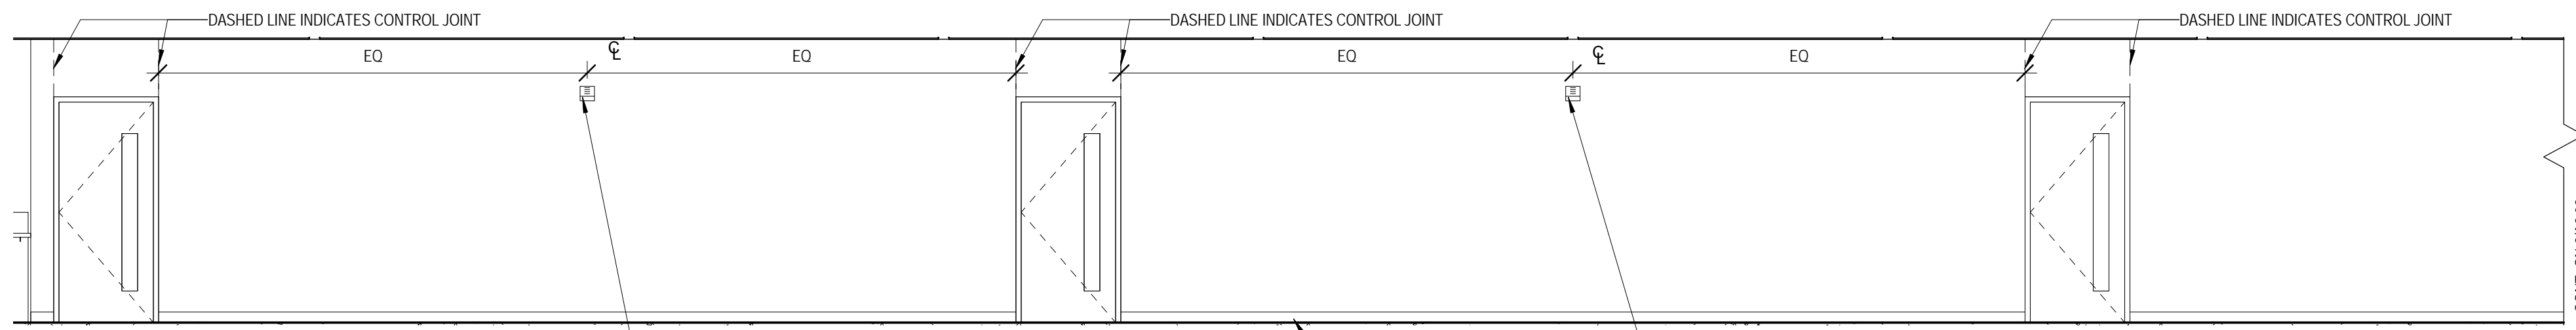 DASHED LINE INDICATES CONTROL JOINT
DASHED LINE INDICATES CONTROL JOINT
DASHED LINE INDICATES CONTROL JOINT
EQ
℄
EQ
EQ
℄
EQ